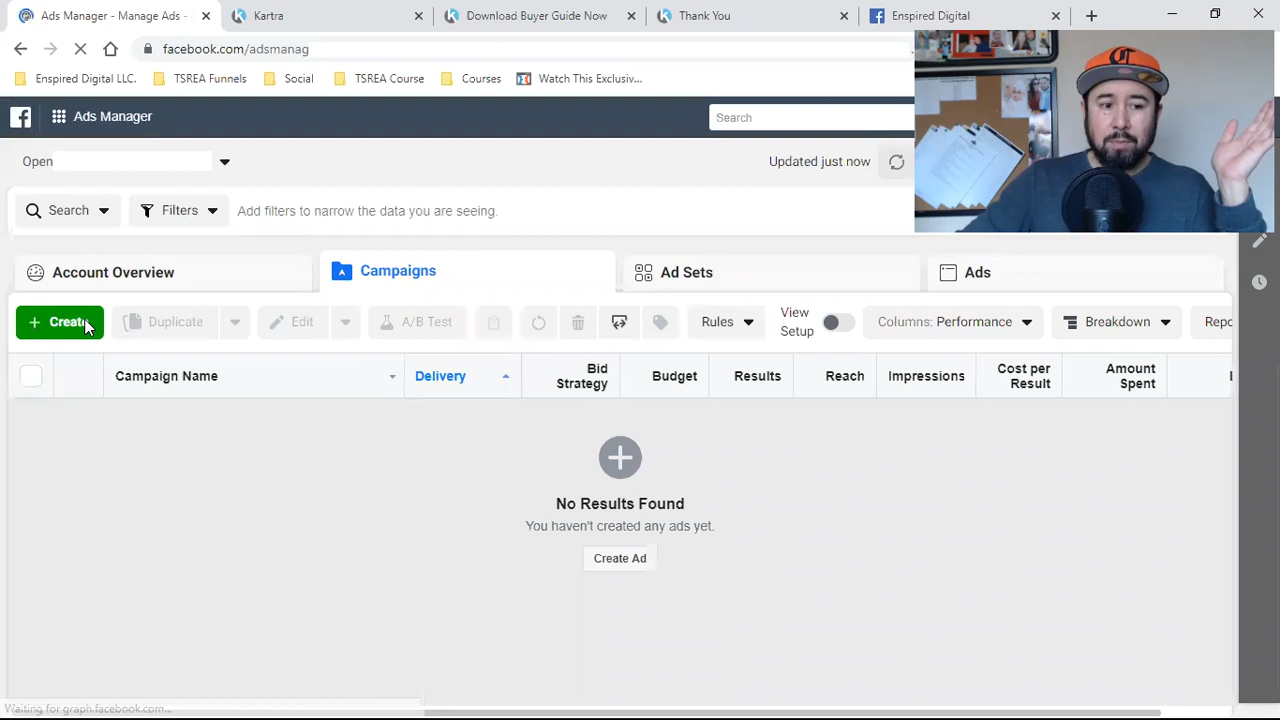 Ads Manager - Manage Ads -
Kartra
Download Buyer Guide Now
Thank You
Enspired Digital
facebook.com/adsmanag
Enspired Digital LLC.
TSREA Funnels
Social
TSREA Course
Courses
Watch This Exclusiv...
Ads Manager
Search
Open
Updated just now
Search
Filters
Add filters to narrow the data you are seeing.
Account Overview
Campaigns
Ad Sets
Ads
+ Create
Duplicate
Edit
A/B Test
Rules
View
Setup
Columns: Performance
Breakdown
Repo
Campaign Name
Delivery
Bid
Strategy
Budget
Results
Reach
Impressions
Cost per
Result
Amount
Spent
No Results Found
You haven't created any ads yet.
Create Ad
Waiting for graph.facebook.com...